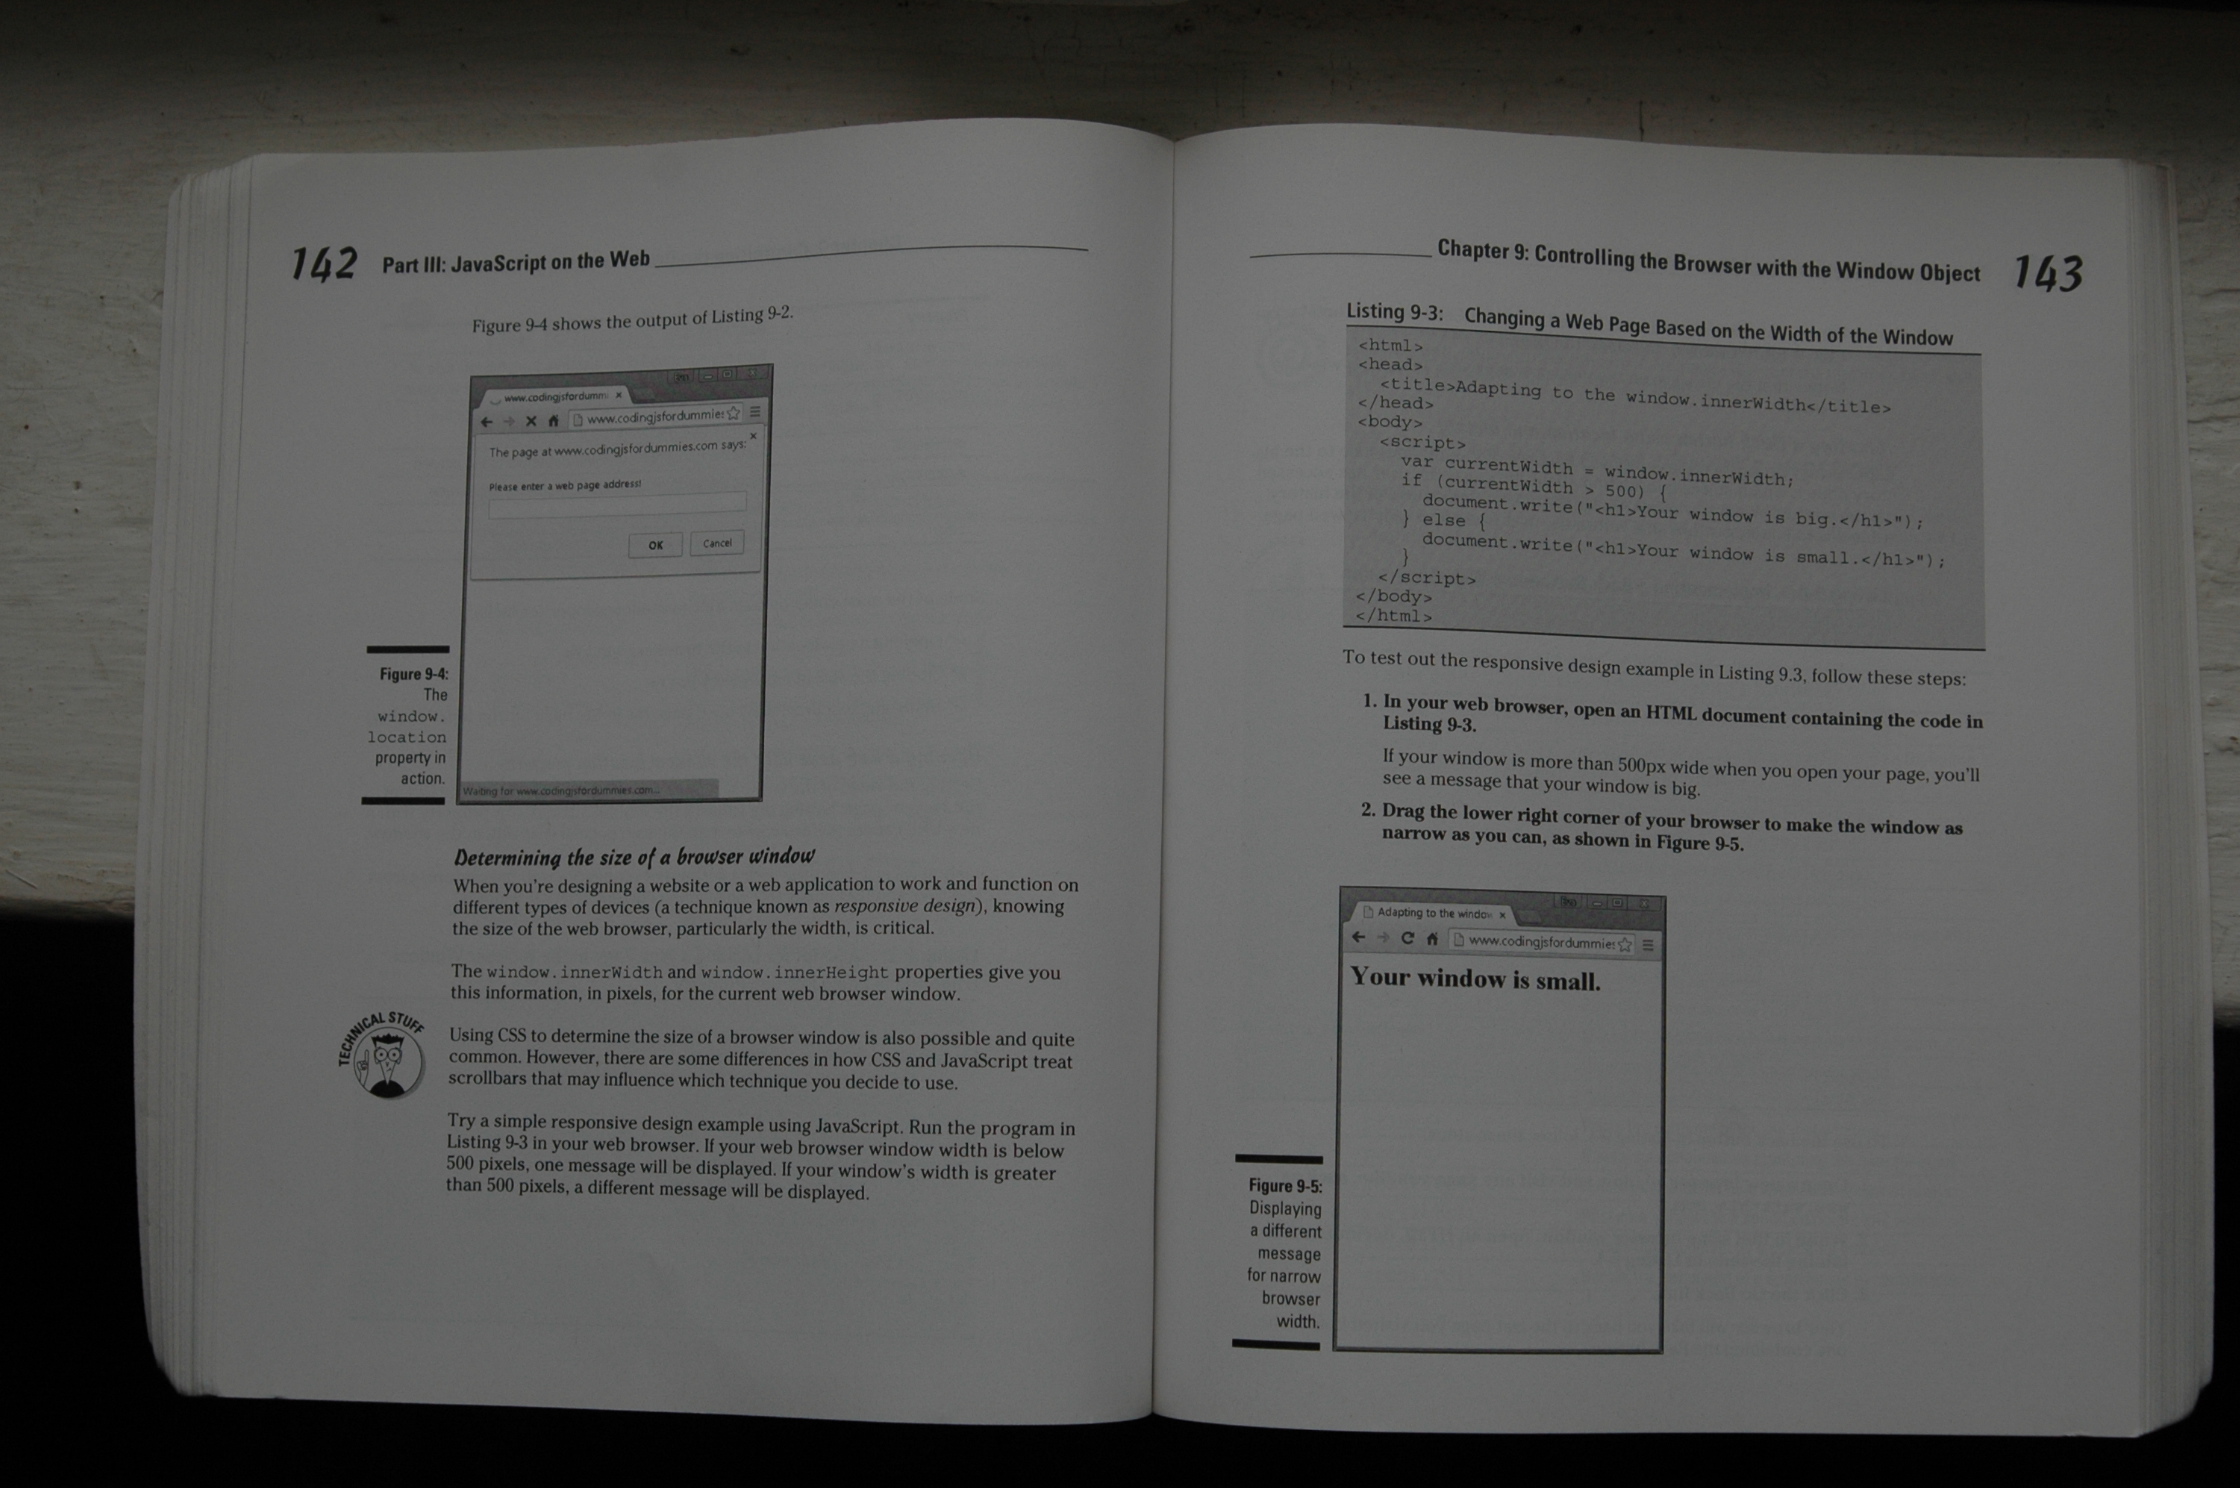 142 Part III: JavaScript on the Web
Figure 9-4 shows the output of Listing 9-2.
www.codingjsfordumm
www.codingjsfordummies
The page at www.codingjsfordummies.com says:
Please enter a web page address!
OK Cancel
Waiting for www.codingjsfordummies.com...
Figure 9-4:
The
window.
location
property in
action.
Determining the size of a browser window
When you're designing a website or a web application to work and function on
different types of devices (a technique known as responsive design), knowing
the size of the web browser, particularly the width, is critical.
The window.innerWidth and window.innerHeight properties give you
this information, in pixels, for the current web browser window.
TECHNICAL STUFF
Using CSS to determine the size of a browser window is also possible and quite
common. However, there are some differences in how CSS and JavaScript treat
scrollbars that may influence which technique you decide to use.
Try a simple responsive design example using JavaScript. Run the program in
Listing 9-3 in your web browser. If your web browser window width is below
500 pixels, one message will be displayed. If your window's width is greater
than 500 pixels, a different message will be displayed.
Chapter 9: Controlling the Browser with the Window Object 143
Listing 9-3: Changing a Web Page Based on the Width of the Window
<html>
<head>
<title>Adapting to the window.innerWidth</title>
</head>
<body>
<script>
var currentWidth = window.innerWidth;
if (currentWidth > 500) {
document.write("<h1>Your window is big.</h1>");
} else {
document.write("<h1>Your window is small.</h1>");
}
</script>
</body>
</html>
To test out the responsive design example in Listing 9.3, follow these steps:
1. In your web browser, open an HTML document containing the code in
Listing 9-3.
If your window is more than 500px wide when you open your page, you'll
see a message that your window is big.
2. Drag the lower right corner of your browser to make the window as
narrow as you can, as shown in Figure 9-5.
Adapting to the window
www.codingjsfordummies
Your window is small.
Figure 9-5:
Displaying
a different
message
for narrow
browser
width.